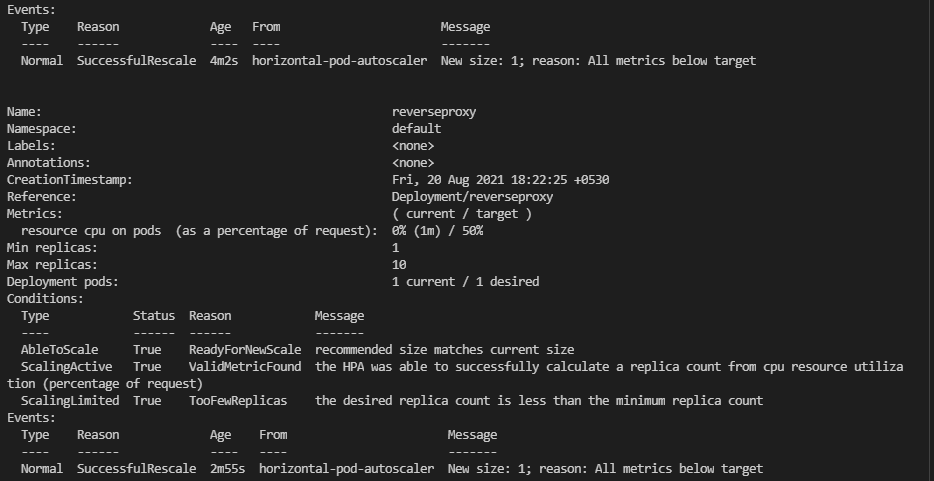 Events:
  Type    Reason             Age   From                       Message
  ----    ------             ----  ----                       -------
  Normal  SuccessfulRescale  4m2s  horizontal-pod-autoscaler  New size: 1; reason: All metrics below target
Name:                                                  reverseproxy
Namespace:                                             default
Labels:                                                <none>
Annotations:                                           <none>
CreationTimestamp:                                     Fri, 20 Aug 2021 18:22:25 +0530
Reference:                                             Deployment/reverseproxy
Metrics:                                               ( current / target )
  resource cpu on pods  (as a percentage of request):  0% (1m) / 50%
Min replicas:                                          1
Max replicas:                                          10
Deployment pods:                                       1 current / 1 desired
Conditions:
  Type            Status  Reason            Message
  ----            ------  ------            -------
  AbleToScale     True    ReadyForNewScale  recommended size matches current size
  ScalingActive   True    ValidMetricFound  the HPA was able to successfully calculate a replica count from cpu resource utiliza
tion (percentage of request)
  ScalingLimited  True    TooFewReplicas    the desired replica count is less than the minimum replica count
Events:
  Type    Reason             Age    From                       Message
  ----    ------             ----   ----                       -------
  Normal  SuccessfulRescale  2m55s  horizontal-pod-autoscaler  New size: 1; reason: All metrics below target